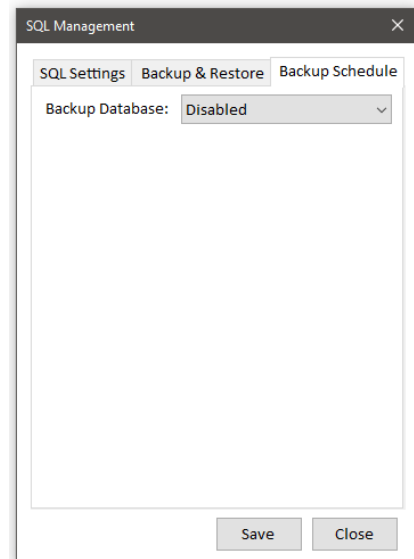 SQL Management
SQL Settings Backup & Restore Backup Schedule
Backup Database: Disabled
Save Close